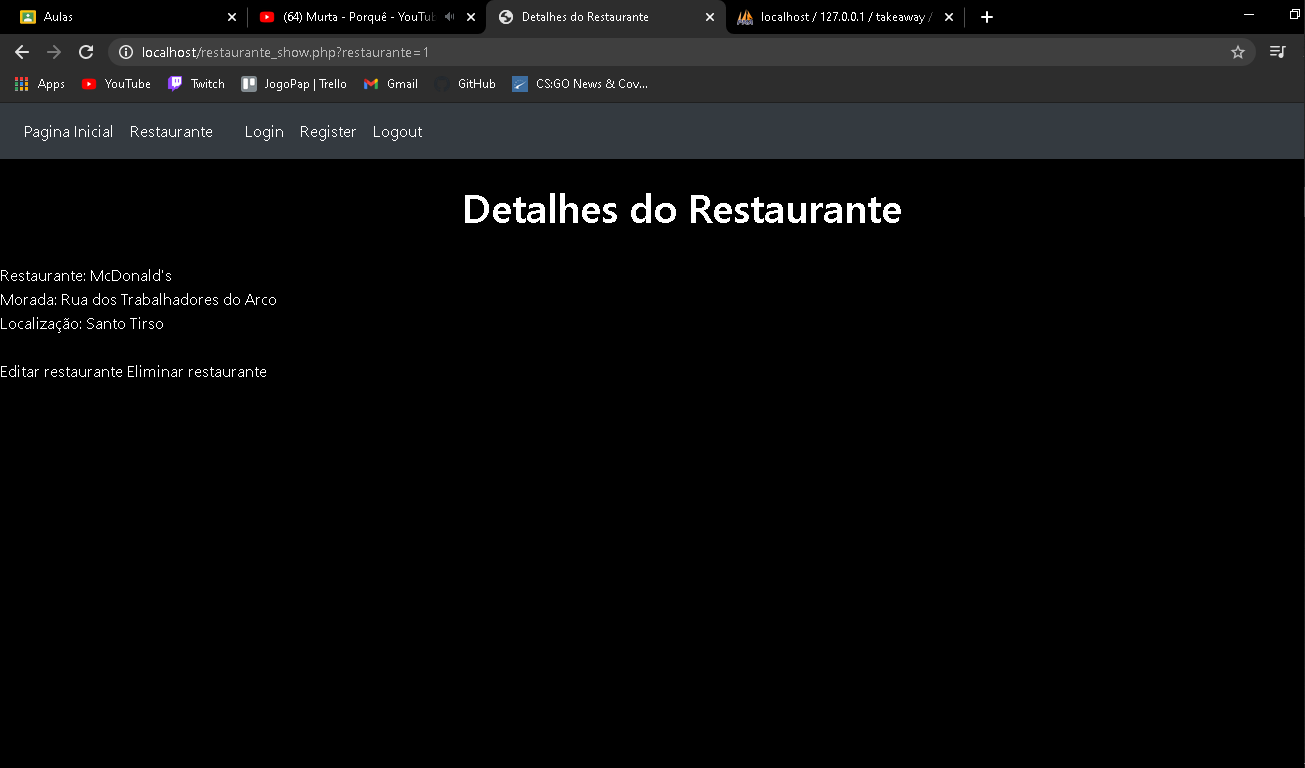 Aulas
(64) Murta - Porquê - YouTu
Detalhes do Restaurante
localhost / 127.0.0.1 / takeaway /
localhost/restaurante_show.php?restaurante=1
Apps YouTube Twitch JogoPap | Trello Gmail GitHub CS:GO News & Cov...
Pagina Inicial Restaurante Login Register Logout
Detalhes do Restaurante
Restaurante: McDonald's
Morada: Rua dos Trabalhadores do Arco
Localização: Santo Tirso
Editar restaurante Eliminar restaurante